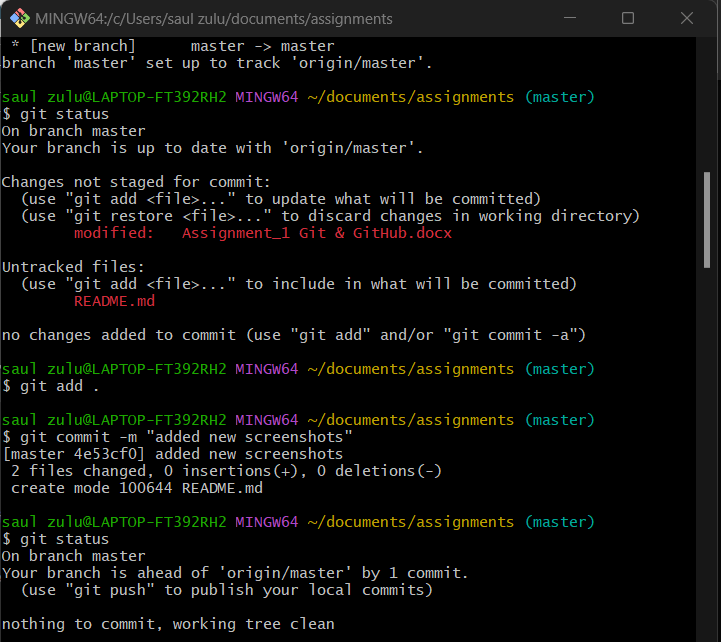 MINGW64:/c/Users/saul zulu/documents/assignments
* [new branch]      master -> master
branch 'master' set up to track 'origin/master'.
saul zulu@LAPTOP-FT392RH2 MINGW64 ~/documents/assignments (master)
$ git status
On branch master
Your branch is up to date with 'origin/master'.
Changes not staged for commit:
  (use "git add <file>..." to update what will be committed)
  (use "git restore <file>..." to discard changes in working directory)
        modified:   Assignment_1 Git & GitHub.docx
Untracked files:
  (use "git add <file>..." to include in what will be committed)
        README.md
no changes added to commit (use "git add" and/or "git commit -a")
saul zulu@LAPTOP-FT392RH2 MINGW64 ~/documents/assignments (master)
$ git add .
saul zulu@LAPTOP-FT392RH2 MINGW64 ~/documents/assignments (master)
$ git commit -m "added new screenshots"
[master 4e53cf0] added new screenshots
 2 files changed, 0 insertions(+), 0 deletions(-)
 create mode 100644 README.md
saul zulu@LAPTOP-FT392RH2 MINGW64 ~/documents/assignments (master)
$ git status
On branch master
Your branch is ahead of 'origin/master' by 1 commit.
  (use "git push" to publish your local commits)
nothing to commit, working tree clean